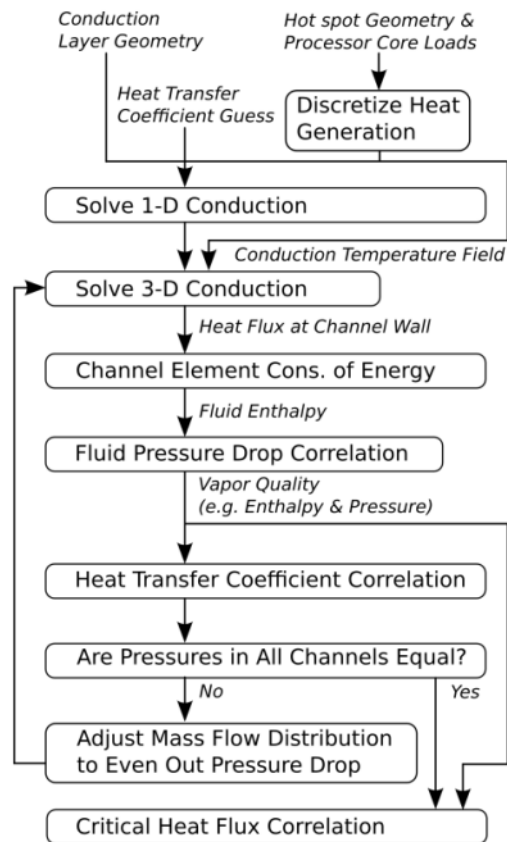 Conduction
Layer Geometry
Hot spot Geometry &
Processor Core Loads
Heat Transfer
Coefficient Guess
Discretize Heat
Generation
Solve 1-D Conduction
Conduction Temperature Field
Solve 3-D Conduction
Heat Flux at Channel Wall
Channel Element Cons. of Energy
Fluid Enthalpy
Fluid Pressure Drop Correlation
Vapor Quality
(e.g. Enthalpy & Pressure)
Heat Transfer Coefficient Correlation
Are Pressures in All Channels Equal?
No
Yes
Adjust Mass Flow Distribution
to Even Out Pressure Drop
Critical Heat Flux Correlation